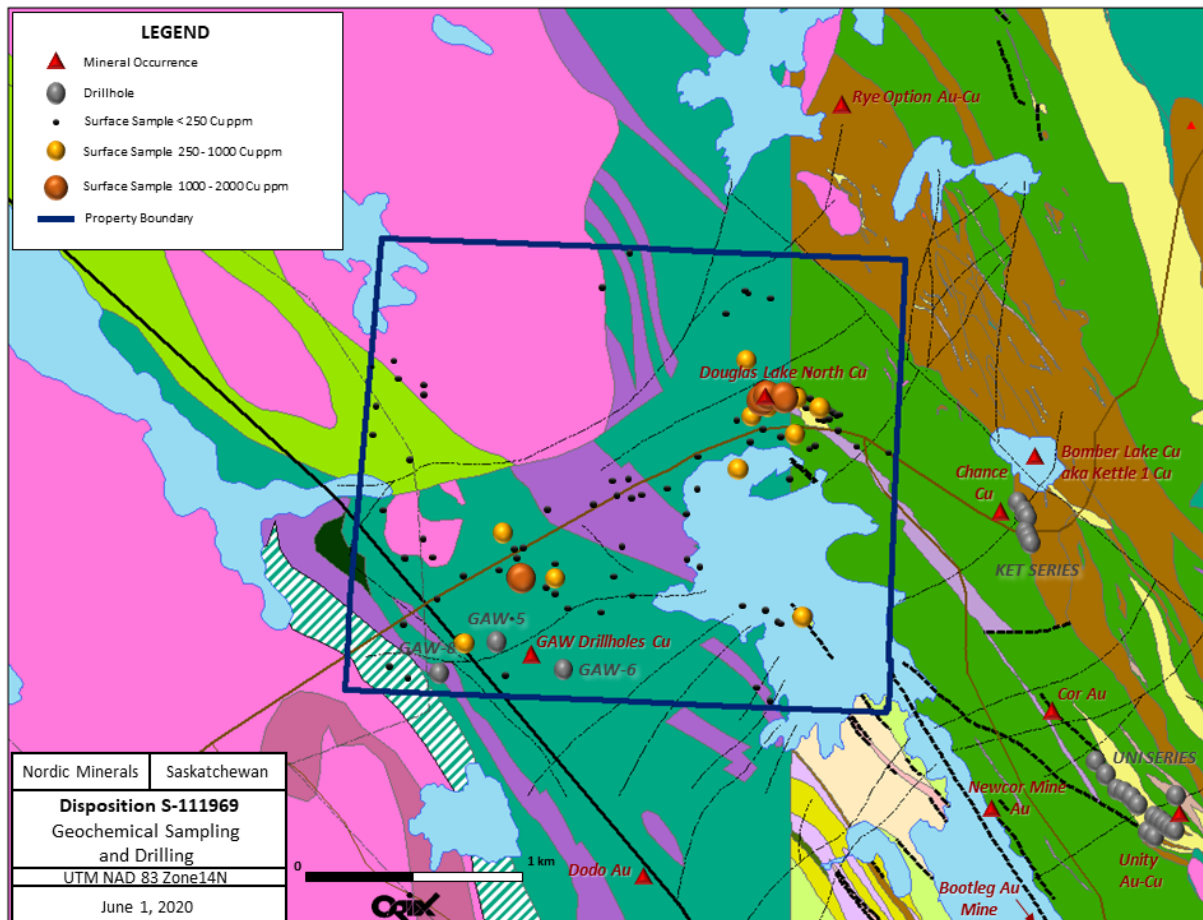 LEGEND
Mineral Occurrence
Drillhole
Surface Sample <250 Cu ppm
Surface Sample 250 - 1000 Cu ppm
Surface Sample 1000 - 2000 Cu ppm
Property Boundary
Rye Option Au-Cu
Douglas Lake North Cu
Bomber Lake Cu
aka Kettle 1 Cu
Chance
Cu
KET SERIES
GAW•5
GAW-8
GAW Drillholes Cu
GAW-6
Cor Au
UNI SERIES
Newcor Mine
Au
Unity
Au-Cu
Dodo Au
Bootleg Au
Mine
Nordic Minerals Saskatchewan
Disposition S-111969
Geochemical Sampling
and Drilling
UTM NAD 83 Zone14N
June 1, 2020
0 1 km